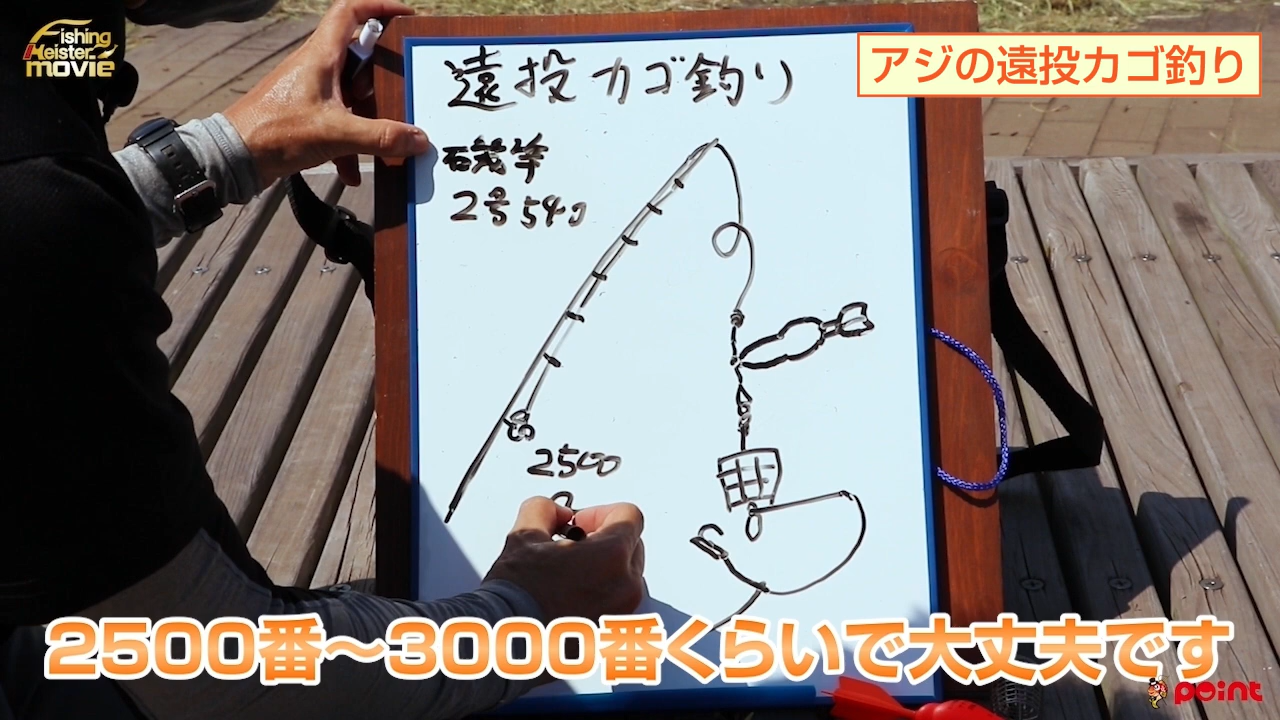 Fishing
Meister
movie
アジの遠投カゴ釣り
遠投カゴ釣り
磯竿
2号540
2500
2500番～3000番くらいで大丈夫です
point